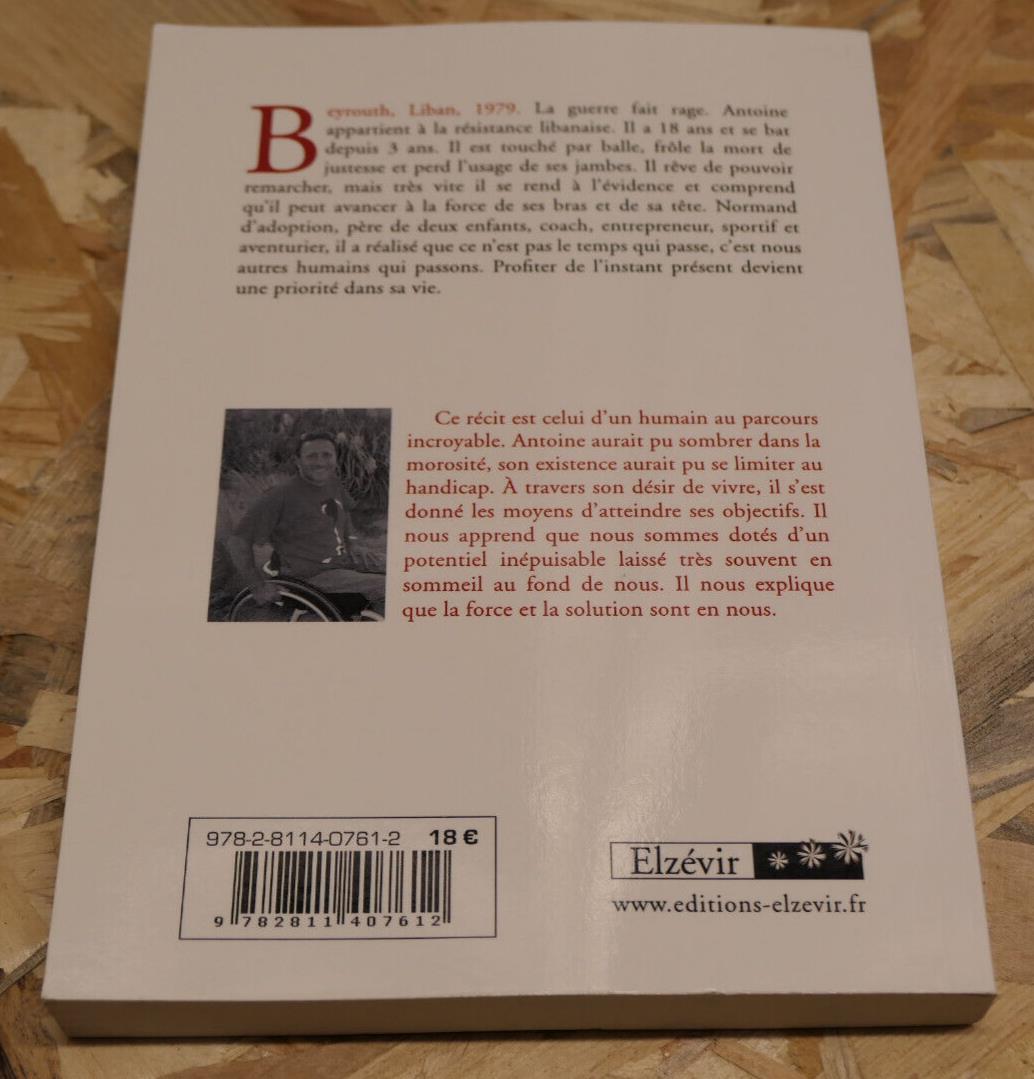 Beyrouth, Liban, 1979. La guerre fait rage. Antoine
appartient à la résistance libanaise. Il a 18 ans et se bat
depuis 3 ans. Il est touché par balle, frôle la mort de
justesse et perd l'usage de ses jambes. Il rêve de pouvoir
remarcher, mais très vite il se rend à l'évidence et comprend
qu'il peut avancer à la force de ses bras et de sa tête. Normand
d'adoption, père de deux enfants, coach, entrepreneur, sportif et
aventurier, il a réalisé que ce n'est pas le temps qui passe, c'est nous
autres humains qui passons. Profiter de l'instant présent devient
une priorité dans sa vie.
Ce récit est celui d'un humain au parcours
incroyable. Antoine aurait pu sombrer dans la
morosité, son existence aurait pu se limiter au
handicap. À travers son désir de vivre, il s'est
donné les moyens d'atteindre ses objectifs. Il
nous apprend que nous sommes dotés d'un
potentiel inépuisable laissé très souvent en
sommeil au fond de nous. Il nous explique
que la force et la solution sont en nous.
978-2-8114-0761-2 18 €
9 782811 407612
Elzévir
www.editions-elzevir.fr